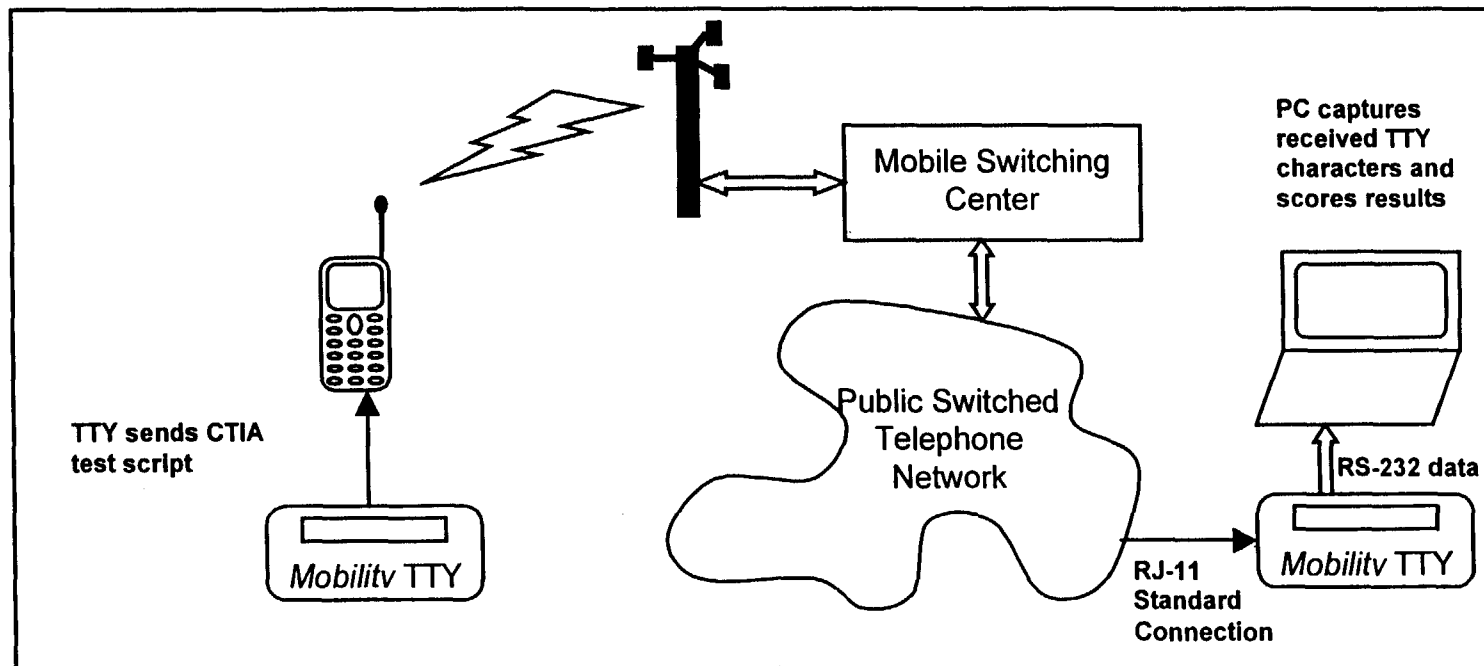 PC captures
received TTY
characters and
scores results
Mobile Switching
Center
Public Switched
Telephone
Network
TTY sends CTIA
test script
RS-232 data
Mobilitv TTY
Mobilitv TTY
RJ-11
Standard
Connection